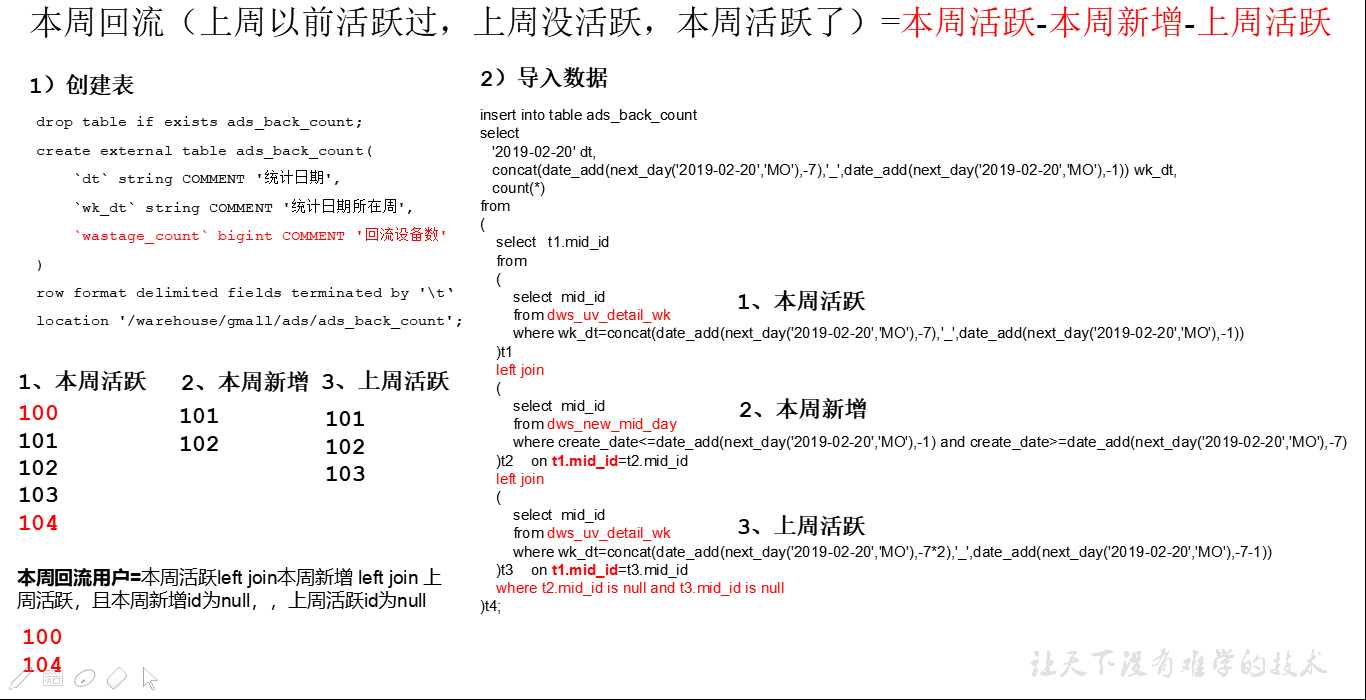 本周回流（上周以前活跃过，上周没活跃，本周活跃了）=本周活跃-本周新增-上周活跃
1）创建表
drop table if exists ads_back_count;
create external table ads_back_count(
`dt` string COMMENT '统计日期',
`wk_dt` string COMMENT '统计日期所在周',
`wastage_count` bigint COMMENT '回流设备数'
)
row format delimited fields terminated by '\t‘
location '/warehouse/gmall/ads/ads_back_count';
1、本周活跃
100
101
102
103
104
2、本周新增
101
102
3、上周活跃
101
102
103
本周回流用户=本周活跃left join本周新增 left join 上
周活跃，且本周新增id为null，，上周活跃id为null
100
104
2）导入数据
insert into table ads_back_count
select
'2019-02-20' dt,
concat(date_add(next_day('2019-02-20','MO'),-7),'_',date_add(next_day('2019-02-20','MO'),-1)) wk_dt,
count(*)
from
(
select t1.mid_id
from
(
select mid_id
from dws_uv_detail_wk
where wk_dt=concat(date_add(next_day('2019-02-20','MO'),-7),'_',date_add(next_day('2019-02-20','MO'),-1))
)t1
1、本周活跃
left join
(
select mid_id
from dws_new_mid_day
where create_date<=date_add(next_day('2019-02-20','MO'),-1) and create_date>=date_add(next_day('2019-02-20','MO'),-7)
)t2 on t1.mid_id=t2.mid_id
2、本周新增
left join
(
select mid_id
from dws_uv_detail_wk
where wk_dt=concat(date_add(next_day('2019-02-20','MO'),-7*2),'_',date_add(next_day('2019-02-20','MO'),-7-1))
)t3 on t1.mid_id=t3.mid_id
3、上周活跃
where t2.mid_id is null and t3.mid_id is null
)t4;
让天下没有难学的技术